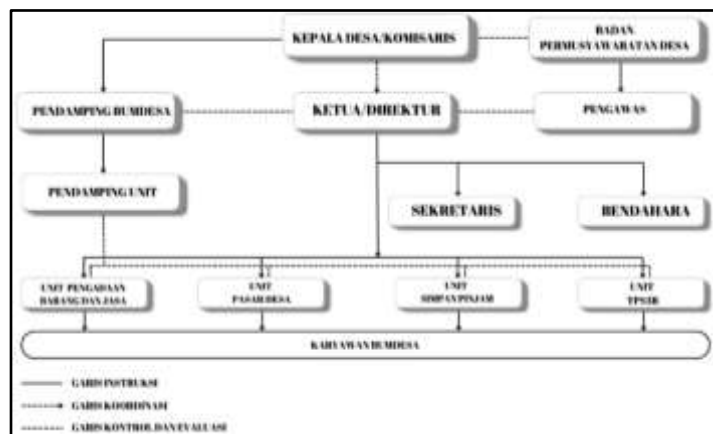 KEPALA DESA/KOMISARIS
BADAN
PERMUSYAWARATAN DESA
PENDAMPING BUMDESA
KETUA/DIREKTUR
PENGAWAS
PENDAMPING UNIT
SEKRETARIS
BENDAHARA
UNIT PENGADAAN
BARANG DAN JASA
UNIT
PASAR DESA
UNIT
SIMPAN PINJAM
UNIT
TPS3R
KARYAWAN BUMDESA
GARIS INSTRUKSI
GARIS KOORDINASI
GARIS KONTROL DAN EVALUASI